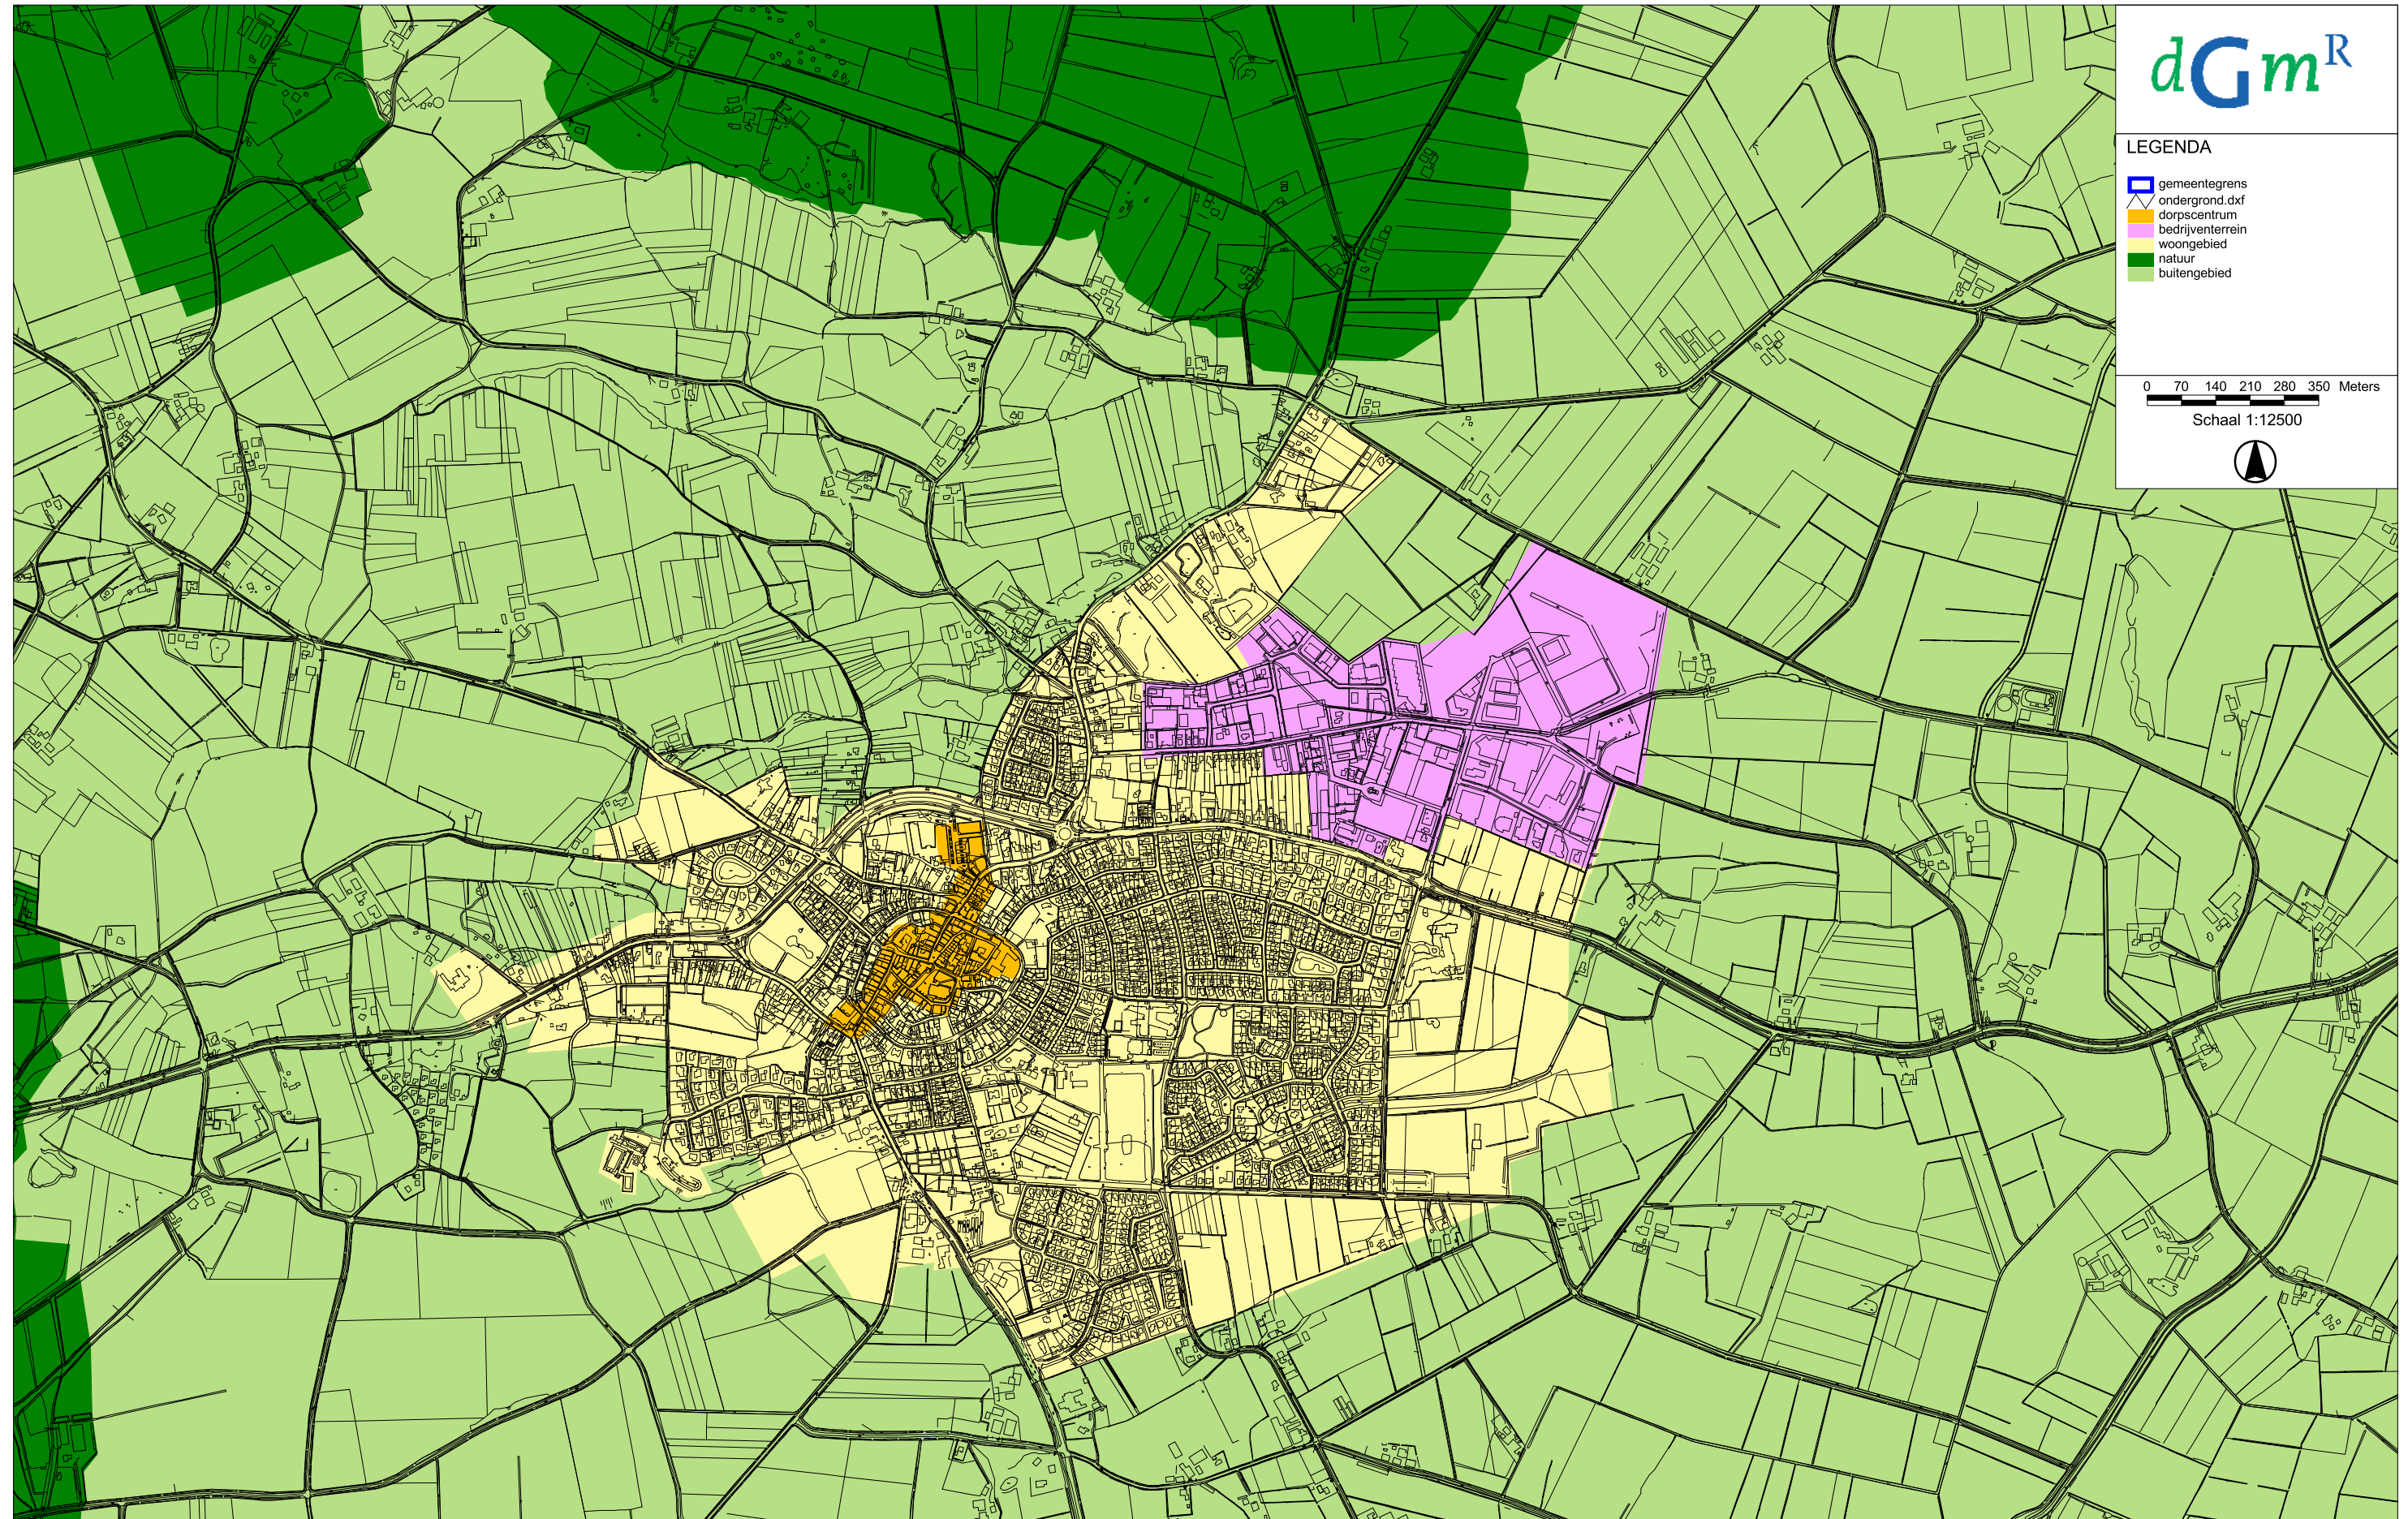 dGmR
LEGENDA
gemeentegrens
ondergrond.dxf
dorpscentrum
bedrijventerrein
woongebied
natuur
buitengebied
0 70 140 210 280 350 Meters
Schaal 1:12500